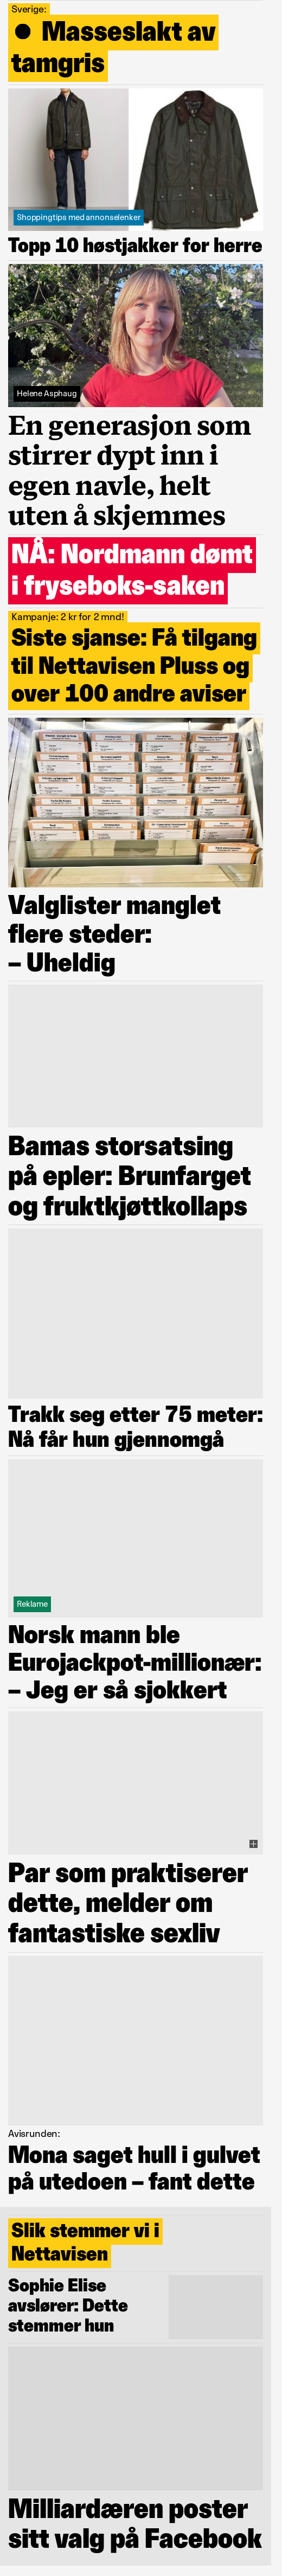 Sverige:
● Masseslakt av
tamgris
Shoppingtips med annonselenker
Topp 10 høstjakker for herre
Helene Asphaug
En generasjon som
stirrer dypt inn i
egen navle, helt
uten å skjemmes
NÅ: Nordmann dømt
i fryseboks-saken
Kampanje: 2 kr for 2 mnd!
Siste sjanse: Få tilgang
til Nettavisen Pluss og
over 100 andre aviser
Valglister manglet
flere steder:
– Uheldig
Bamas storsatsing
på epler: Brunfarget
og fruktkjøttkollaps
Trakk seg etter 75 meter:
Nå får hun gjennomgå
Reklame
Norsk mann ble
Eurojackpot-millionær:
– Jeg er så sjokkert
Par som praktiserer
dette, melder om
fantastiske sexliv
Avisrunden:
Mona saget hull i gulvet
på utedoen – fant dette
Slik stemmer vi i
Nettavisen
Sophie Elise
avslører: Dette
stemmer hun
Milliardæren poster
sitt valg på Facebook